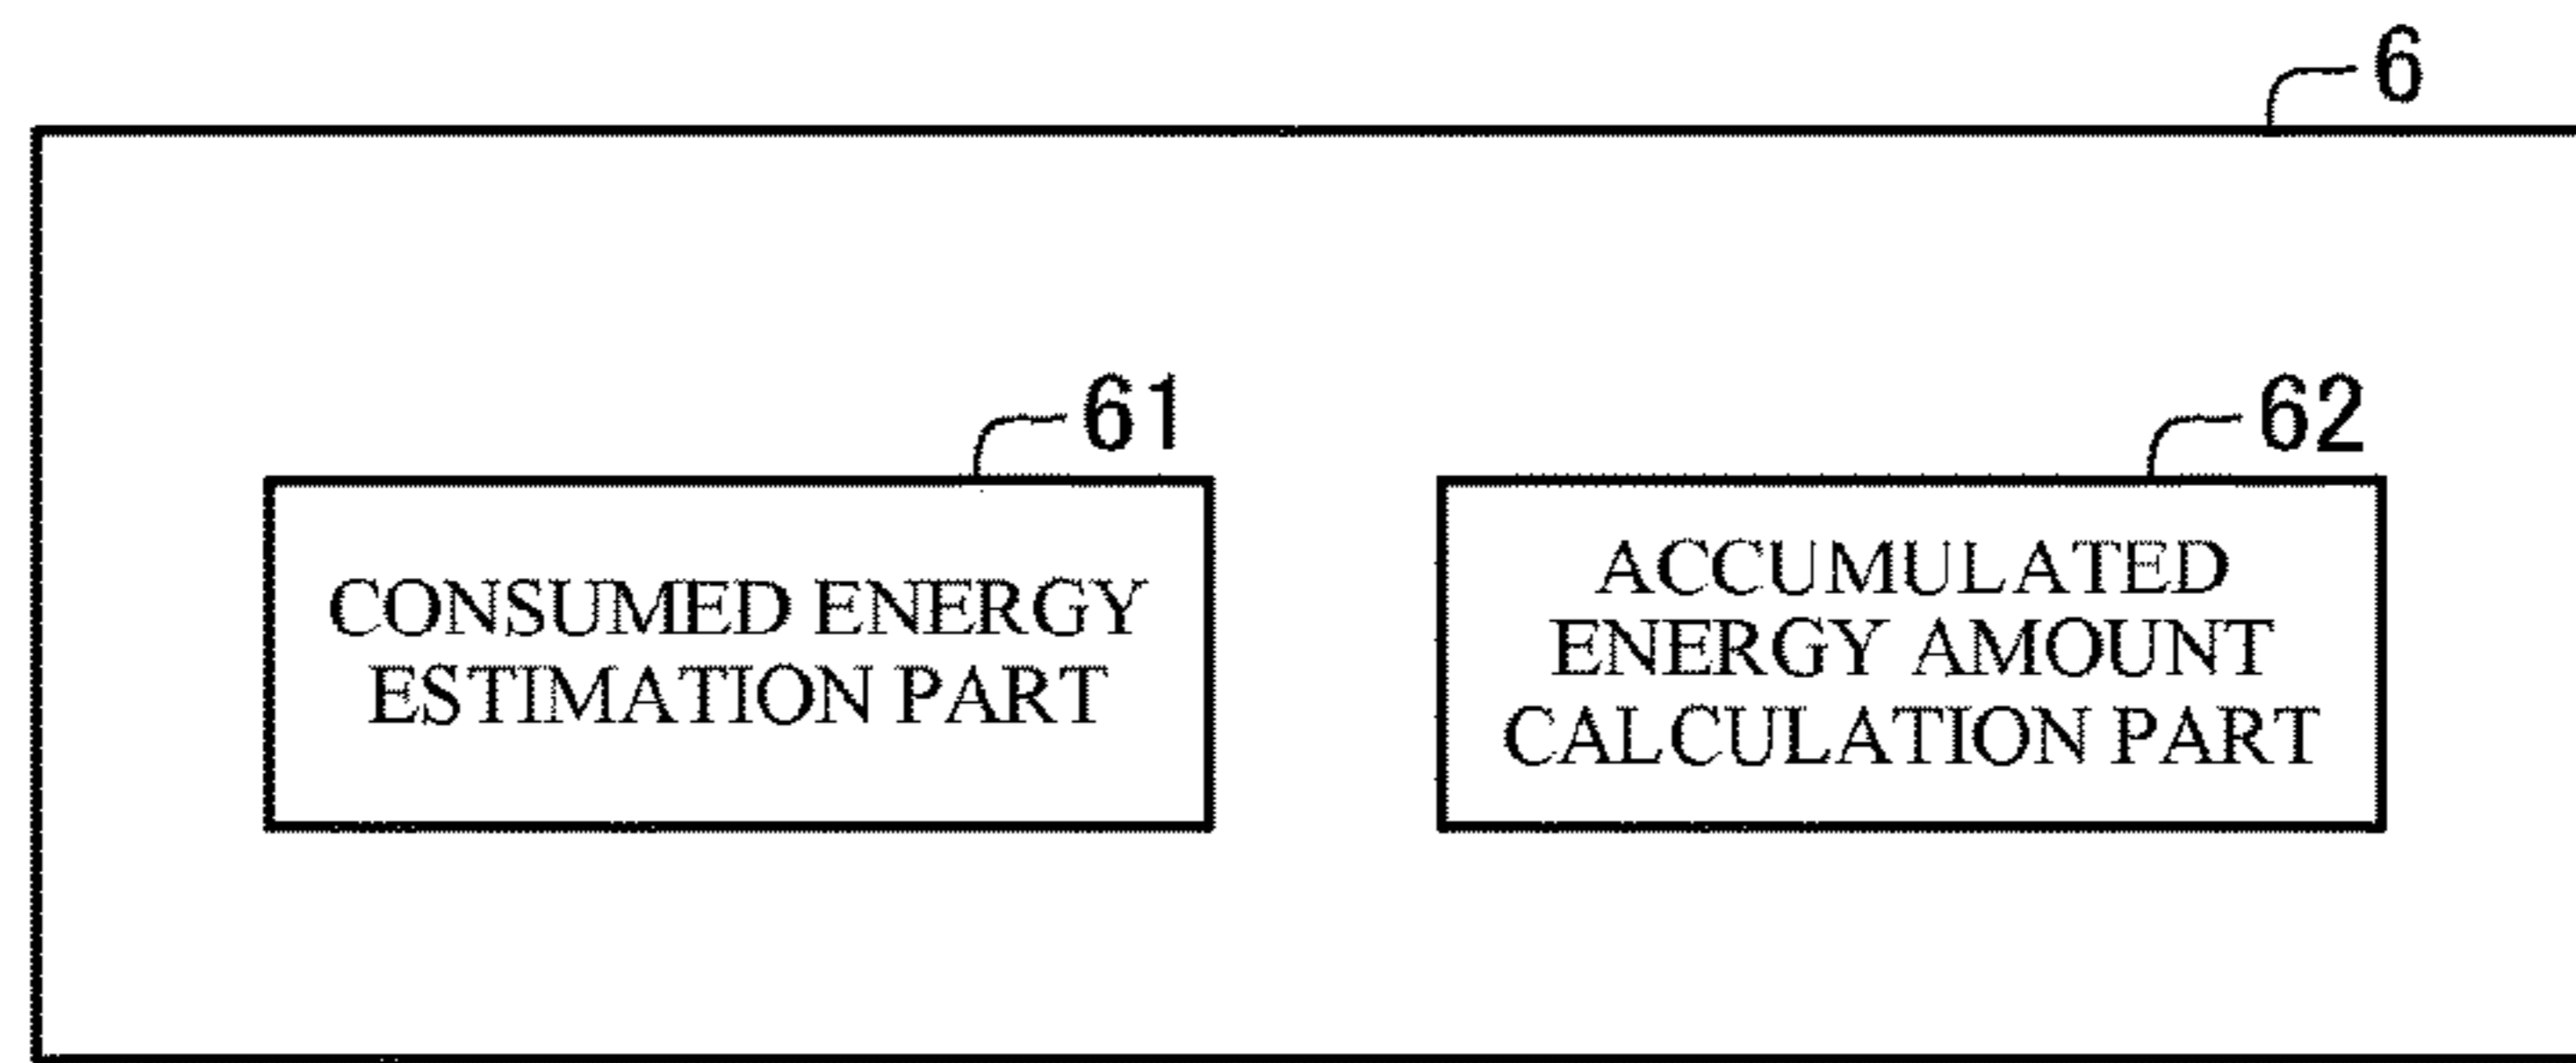 6
61
62
CONSUMED ENERGY
ESTIMATION PART
ACCUMULATED
ENERGY AMOUNT
CALCULATION PART